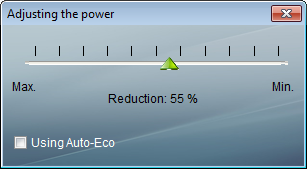 Adjusting the power
Max.
Min.
Reduction: 55 %
Using Auto-Eco